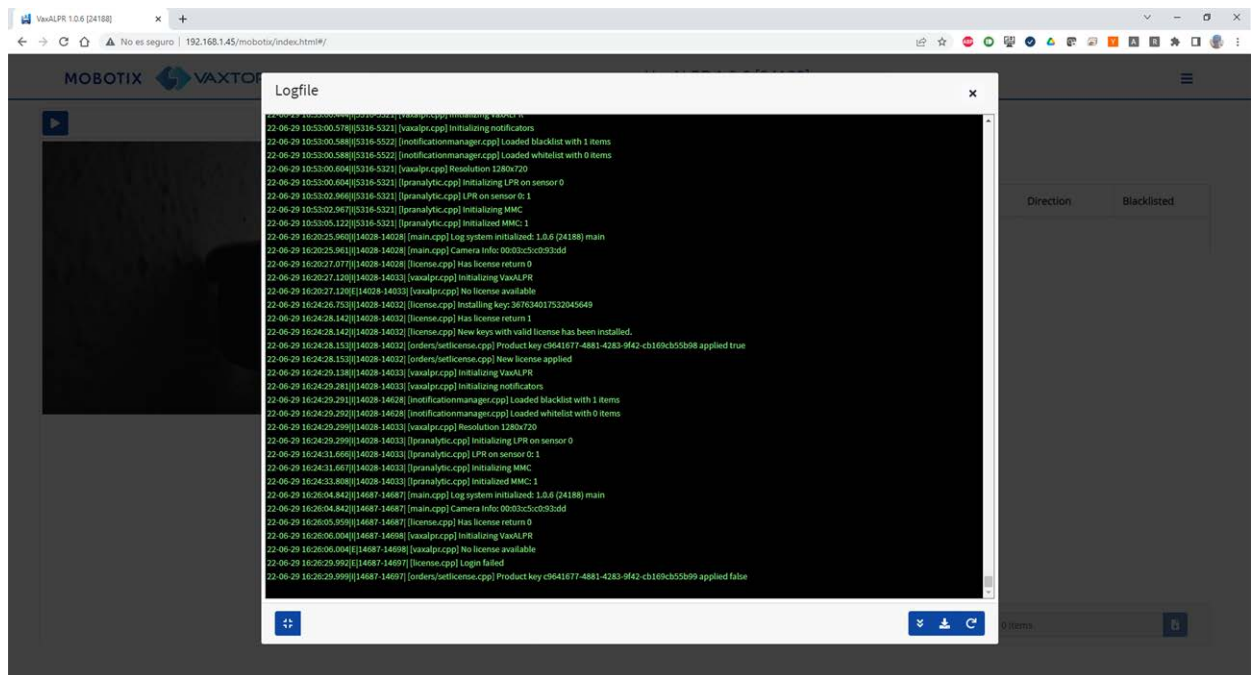 VaxALPR 1.0.6 [24188]
No es seguro | 192.168.1.45/mobotix/index.html#/
MOBOTIX VAXTOR
Logfile
22-06-29 10:53:00.444|I|5316-5321| [vaxalpr.cpp] Initializing VaxALPR
22-06-29 10:53:00.578|I|5316-5321| [vaxalpr.cpp] Initializing notificators
22-06-29 10:53:00.588|I|5316-5522| [inotificationmanager.cpp] Loaded blacklist with 1 items
22-06-29 10:53:00.588|I|5316-5522| [inotificationmanager.cpp] Loaded whitelist with 0 items
22-06-29 10:53:00.604|I|5316-5321| [vaxalpr.cpp] Resolution 1280x720
22-06-29 10:53:00.604|I|5316-5321| [lpranalytic.cpp] Initializing LPR on sensor 0
22-06-29 10:53:02.966|I|5316-5321| [lpranalytic.cpp] LPR on sensor 0: 1
22-06-29 10:53:02.967|I|5316-5321| [lpranalytic.cpp] Initializing MMC
22-06-29 10:53:05.122|I|5316-5321| [lpranalytic.cpp] Initialized MMC: 1
22-06-29 16:20:25.960|I|14028-14028| [main.cpp] Log system initialized: 1.0.6 (24188) main
22-06-29 16:20:25.961|I|14028-14028| [main.cpp] Camera Info: 00:03:c5:c0:93:dd
22-06-29 16:20:27.077|I|14028-14028| [license.cpp] Has license return 0
22-06-29 16:20:27.120|I|14028-14033| [vaxalpr.cpp] Initializing VaxALPR
22-06-29 16:20:27.120|E|14028-14033| [vaxalpr.cpp] No license available
22-06-29 16:24:26.753|I|14028-14032| [license.cpp] Installing key: 367634017532045649
22-06-29 16:24:28.142|I|14028-14032| [license.cpp] Has license return 1
22-06-29 16:24:28.142|I|14028-14032| [license.cpp] New keys with valid license has been installed.
22-06-29 16:24:28.153|I|14028-14032| [orders/setlicense.cpp] Product key c9641677-4881-4283-9f42-cb169cb55b98 applied true
22-06-29 16:24:28.153|I|14028-14032| [orders/setlicense.cpp] New license applied
22-06-29 16:24:29.138|I|14028-14033| [vaxalpr.cpp] Initializing VaxALPR
22-06-29 16:24:29.281|I|14028-14033| [vaxalpr.cpp] Initializing notificators
22-06-29 16:24:29.291|I|14028-14628| [inotificationmanager.cpp] Loaded blacklist with 1 items
22-06-29 16:24:29.292|I|14028-14628| [inotificationmanager.cpp] Loaded whitelist with 0 items
22-06-29 16:24:29.299|I|14028-14033| [vaxalpr.cpp] Resolution 1280x720
22-06-29 16:24:29.299|I|14028-14033| [lpranalytic.cpp] Initializing LPR on sensor 0
22-06-29 16:24:31.666|I|14028-14033| [lpranalytic.cpp] LPR on sensor 0: 1
22-06-29 16:24:31.667|I|14028-14033| [lpranalytic.cpp] Initializing MMC
22-06-29 16:24:33.808|I|14028-14033| [lpranalytic.cpp] Initialized MMC: 1
22-06-29 16:26:04.842|I|14687-14687| [main.cpp] Log system initialized: 1.0.6 (24188) main
22-06-29 16:26:04.842|I|14687-14687| [main.cpp] Camera Info: 00:03:c5:c0:93:dd
22-06-29 16:26:05.959|I|14687-14687| [license.cpp] Has license return 0
22-06-29 16:26:06.004|I|14687-14698| [vaxalpr.cpp] Initializing VaxALPR
22-06-29 16:26:06.004|E|14687-14698| [vaxalpr.cpp] No license available
22-06-29 16:26:29.992|E|14687-14697| [license.cpp] Login failed
22-06-29 16:26:29.999|I|14687-14697| [orders/setlicense.cpp] Product key c9641677-4881-4283-9f42-cb169cb55b99 applied false
Direction Blacklisted
0 items